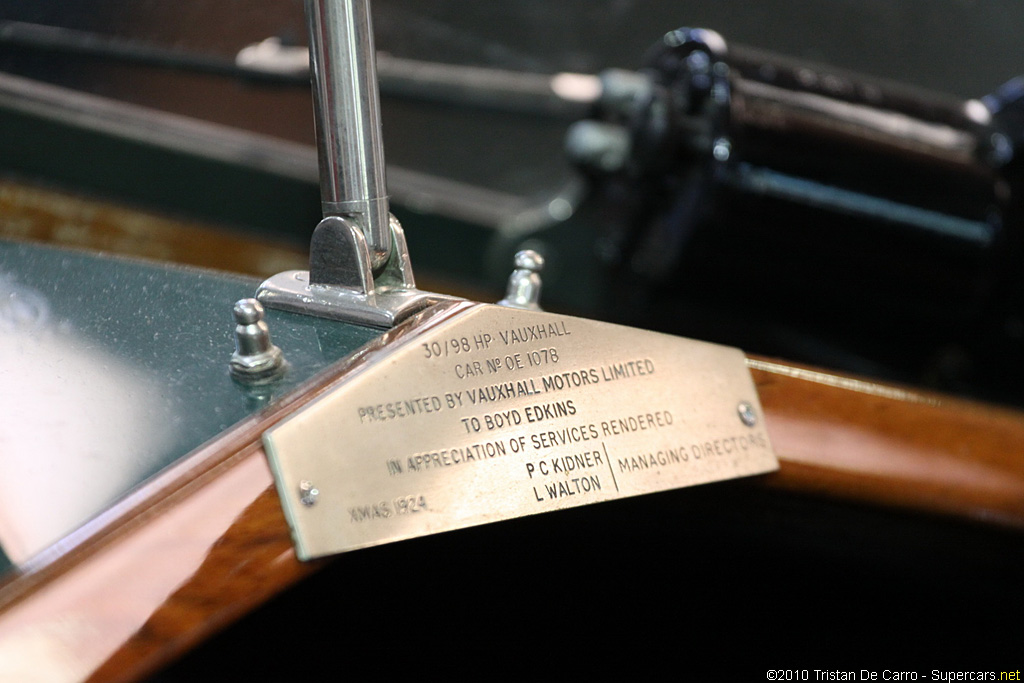 30/98 HP VAUXHALL
CAR Nº OE 1078
PRESENTED BY VAUXHALL MOTORS LIMITED
TO BOYD EDKINS
IN APPRECIATION OF SERVICES RENDERED
P C KIDNER
L WALTON
MANAGING DIRECTORS
XMAS 1924
©2010 Tristan De Carro - Supercars.net